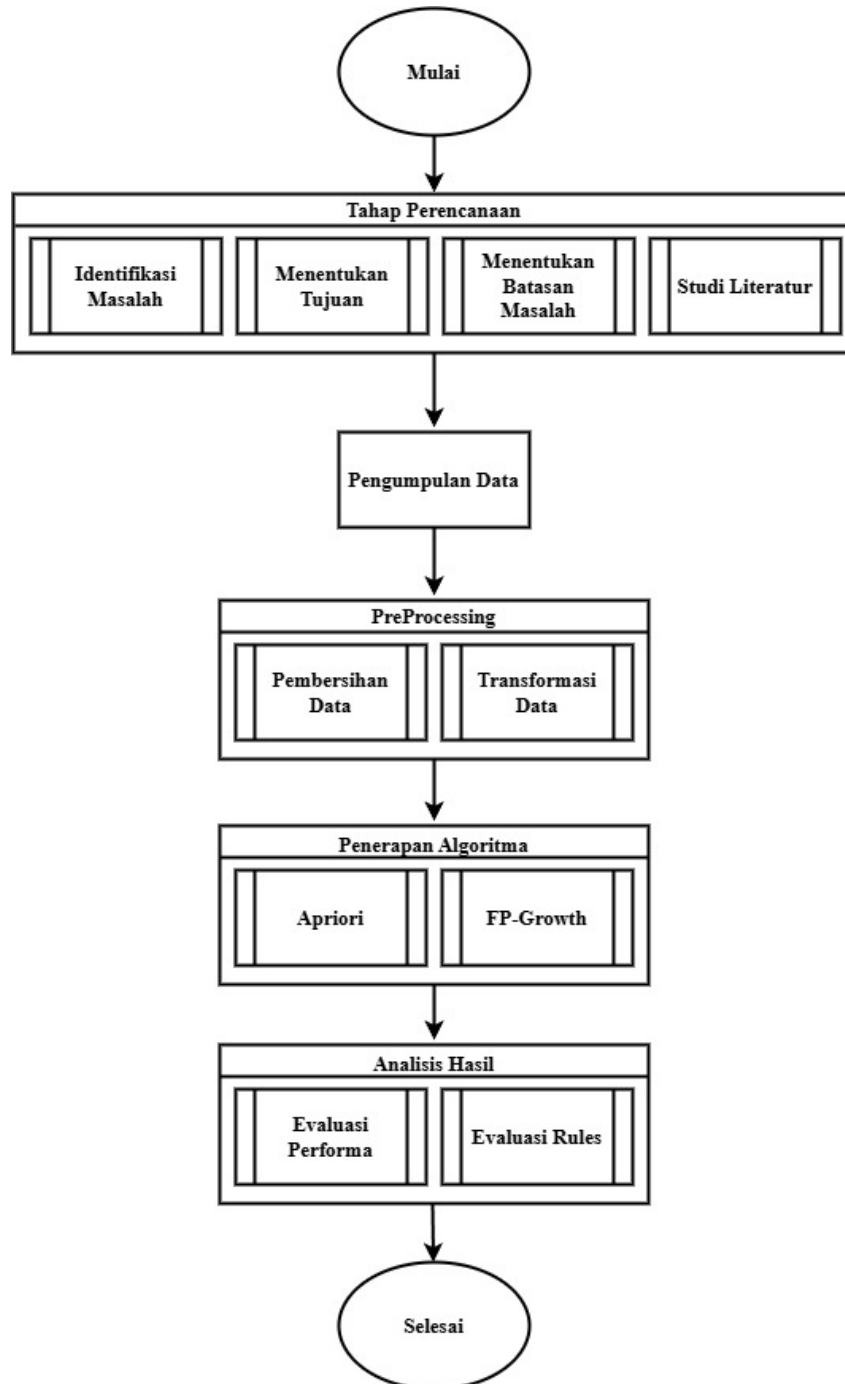 Mulai
Tahap Perencanaan
Identifikasi
Masalah
Menentukan
Tujuan
Menentukan
Batasan
Masalah
Studi Literatur
Pengumpulan Data
PreProcessing
Pembersihan
Data
Transformasi
Data
Penerapan Algoritma
Apriori
FP-Growth
Analisis Hasil
Evaluasi
Performa
Evaluasi Rules
Selesai